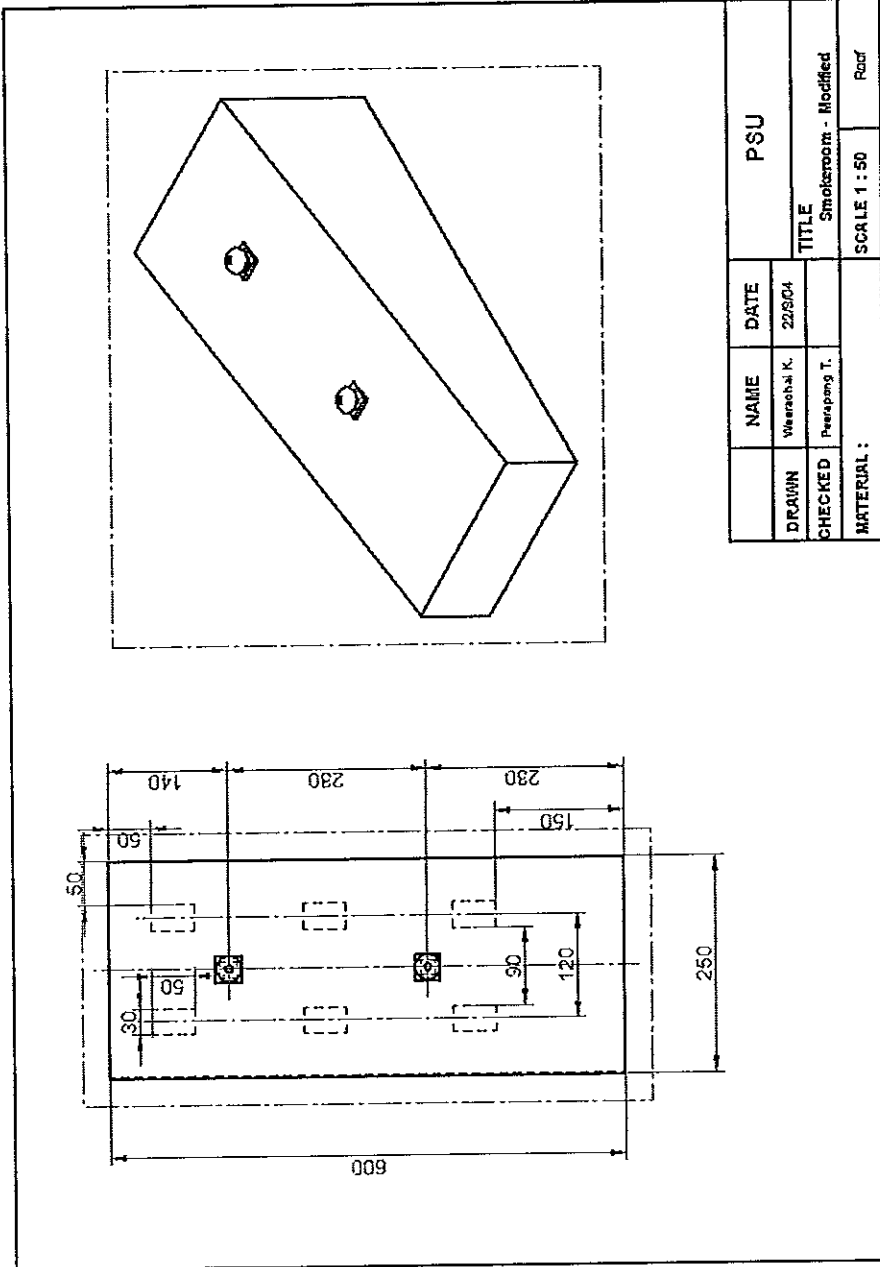 140
230
230
50
150
50
50
30
90
120
250
600
PSU
NAME DATE
DRAWN Weerachai K. 22/9/04
CHECKED Peerapong T.
TITLE
Smokeroom - Modified
MATERIAL :
SCALE 1 : 50
Roof